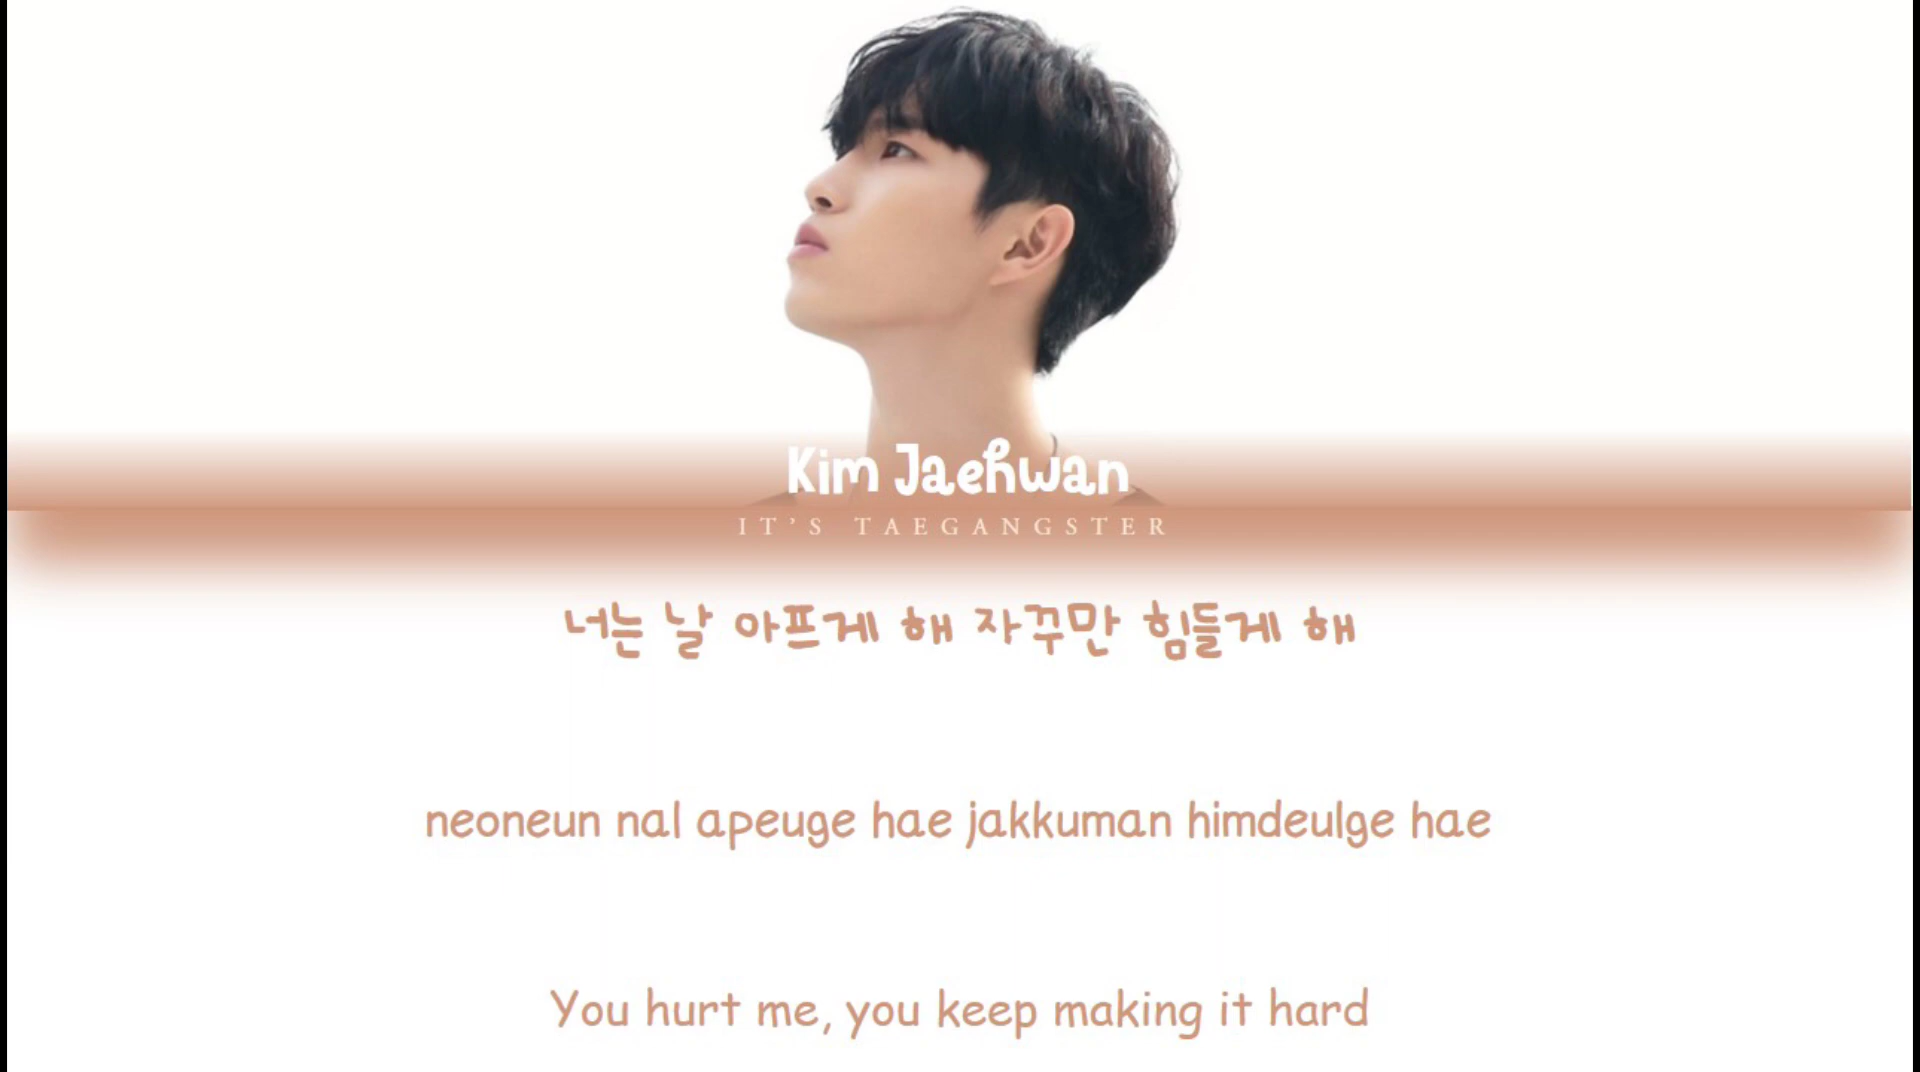 Kim Jaehwan
IT'S TAEGANGSTER
너는 날 아프게 해 자꾸만 힘들게 해
neoneun nal apeuge hae jakkuman himdeulge hae
You hurt me, you keep making it hard